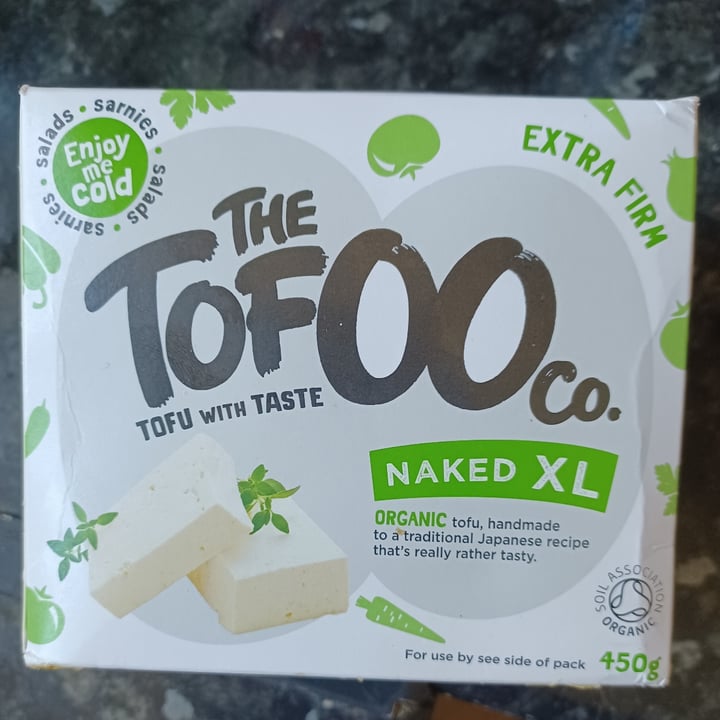 salads • sarnies • salads • sarnies •
Enjoy
me
cold
EXTRA FIRM
THE
TOFOO
Co.
TOFU WITH TASTE
NAKED XL
ORGANIC tofu, handmade
to a traditional Japanese recipe
that's really rather tasty.
SOIL ASSOCIATION
ORGANIC
For use by see side of pack 450g